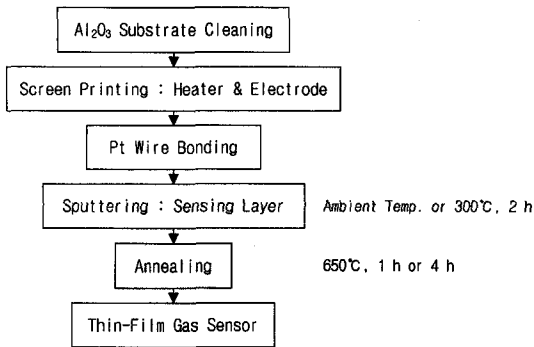 Al₂O₃ Substrate Cleaning
Screen Printing : Heater & Electrode
Pt Wire Bonding
Sputtering : Sensing Layer Ambient Temp. or 300℃, 2 h
Annealing 650℃, 1 h or 4 h
Thin-Film Gas Sensor